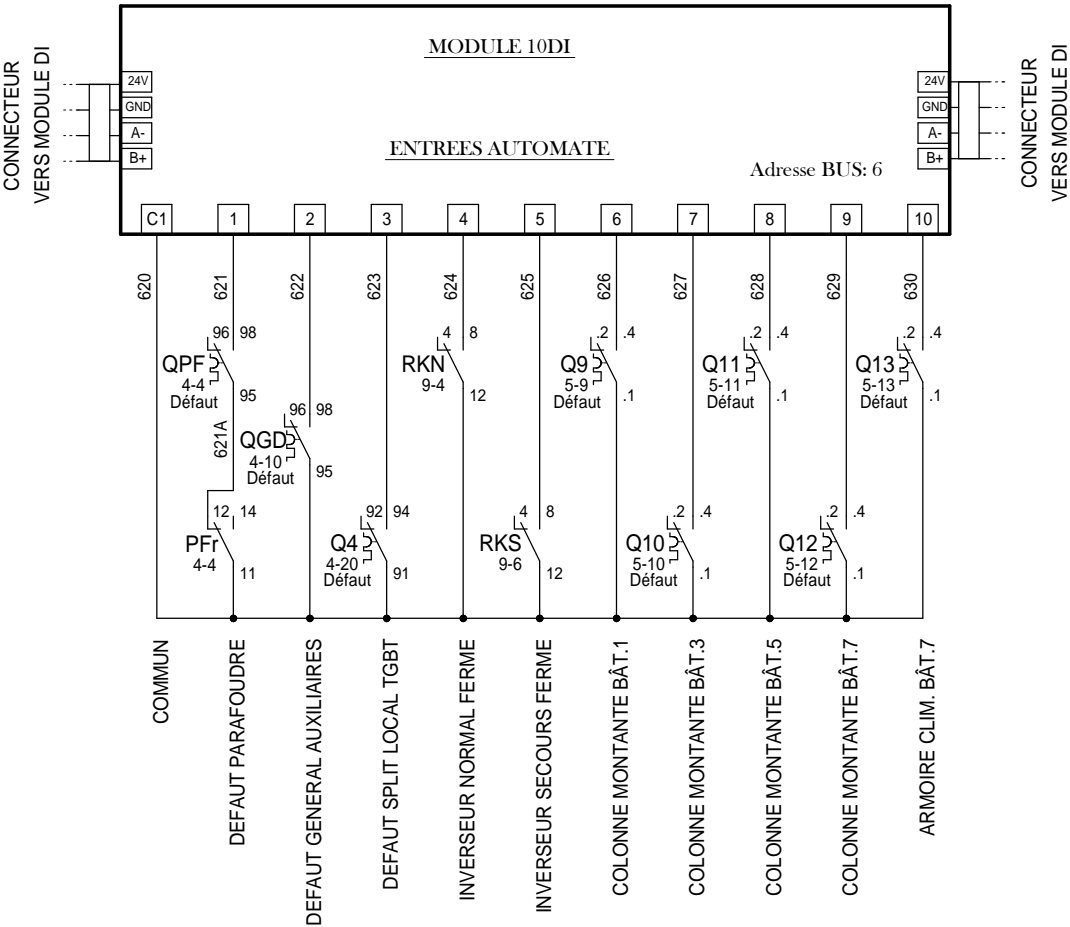 MODULE 10DI
ENTREES AUTOMATE
Adresse BUS: 6
CONNECTEUR
VERS MODULE DI
24V
GND
A-
B+
24V
GND
A-
B+
CONNECTEUR
VERS MODULE DI
C1 1 2 3 4 5 6 7 8 9 10
620 621 622 623 624 625 626 627 628 629 630
96 98
QPF
4-4
Défaut
95
621A
96 98
QGD
4-10
Défaut
95
12 14
PFr
4-4
11
92 94
Q4
4-20
Défaut
91
4 8
RKN
9-4
12
4 8
RKS
9-6
12
.2 .4
Q9
5-9
Défaut
.1
.2 .4
Q10
5-10
Défaut
.1
.2 .4
Q11
5-11
Défaut
.1
.2 .4
Q12
5-12
Défaut
.1
.2 .4
Q13
5-13
Défaut
.1
COMMUN
DEFAUT PARAFOUDRE
DEFAUT GENERAL AUXILIAIRES
DEFAUT SPLIT LOCAL TGBT
INVERSEUR NORMAL FERME
INVERSEUR SECOURS FERME
COLONNE MONTANTE BÂT.1
COLONNE MONTANTE BÂT.3
COLONNE MONTANTE BÂT.5
COLONNE MONTANTE BÂT.7
ARMOIRE CLIM. BÂT.7